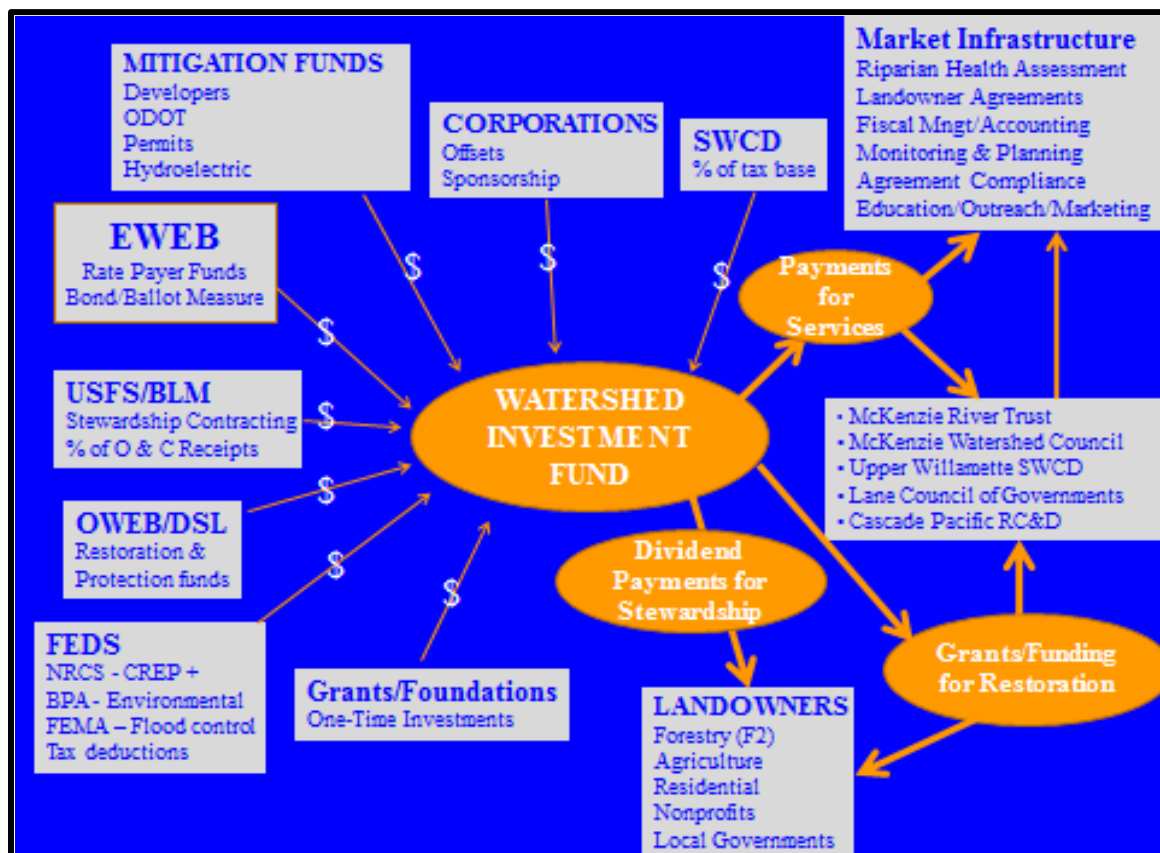 MITIGATION FUNDS
Developers
ODOT
Permits
Hydroelectric
CORPORATIONS
Offsets
Sponsorship
SWCD
% of tax base
Market Infrastructure
Riparian Health Assessment
Landowner Agreements
Fiscal Mngt/Accounting
Monitoring & Planning
Agreement Compliance
Education/Outreach/Marketing
EWEB
Rate Payer Funds
Bond/Ballot Measure
$
$
$
$
Payments
for
Services
USFS/BLM
Stewardship Contracting
% of O & C Receipts
$
WATERSHED
INVESTMENT
FUND
• McKenzie River Trust
• McKenzie Watershed Council
• Upper Willamette SWCD
• Lane Council of Governments
• Cascade Pacific RC&D
OWEB/DSL
Restoration &
Protection funds
$
$
$
Dividend
Payments for
Stewardship
FEDS
NRCS - CREP +
BPA - Environmental
FEMA – Flood control
Tax deductions
Grants/Foundations
One-Time Investments
Grants/Funding
for Restoration
LANDOWNERS
Forestry (F2)
Agriculture
Residential
Nonprofits
Local Governments